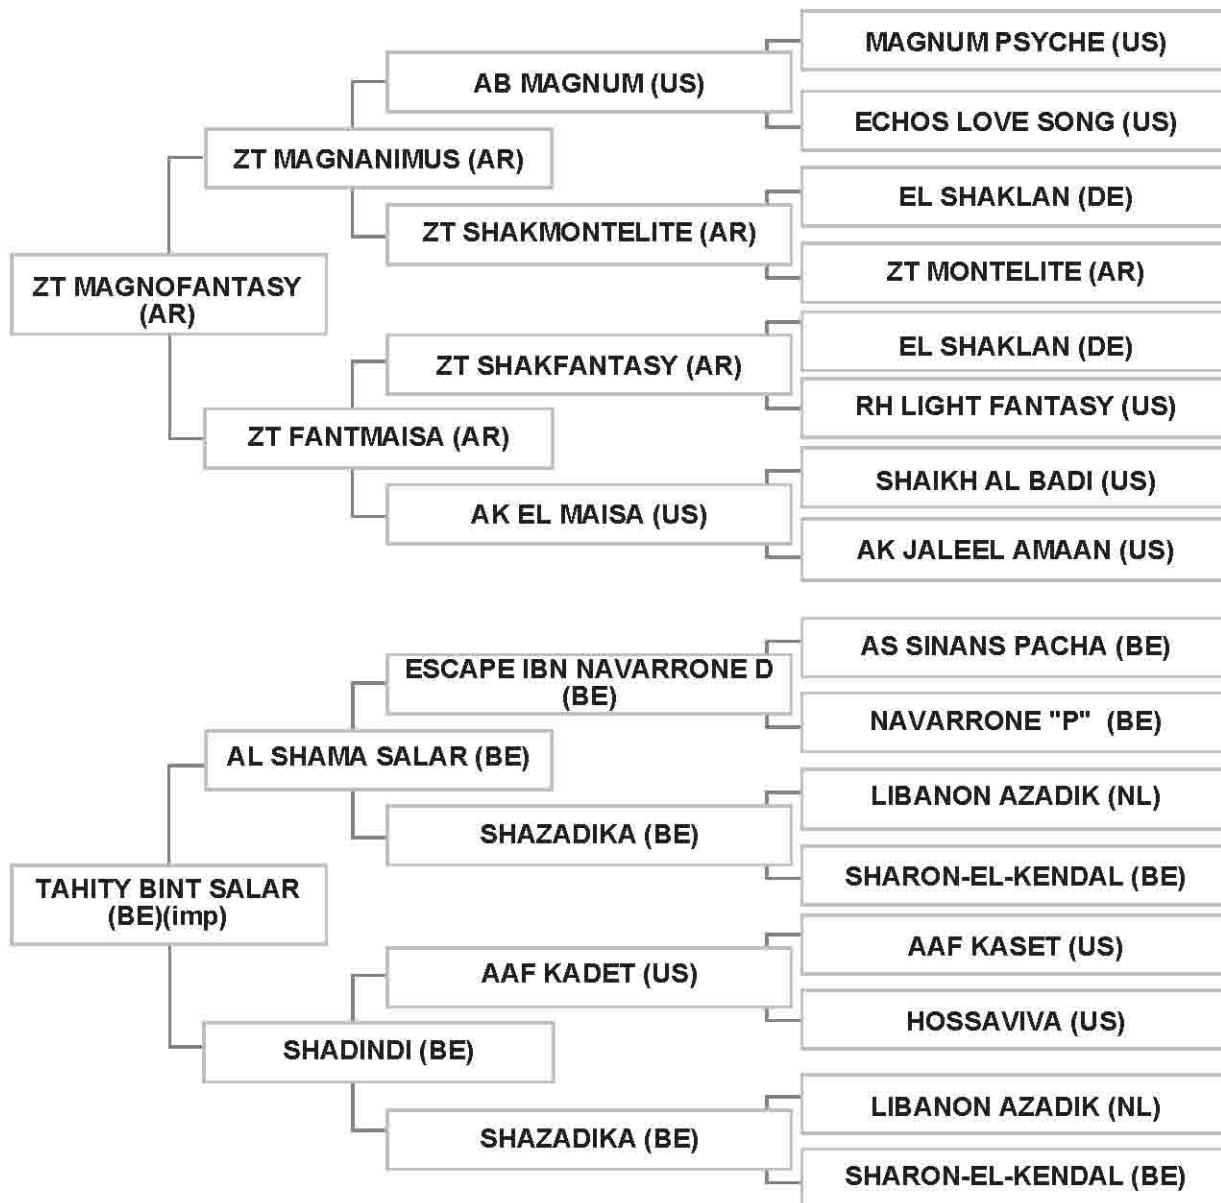 MAGNUM PSYCHE (US)
AB MAGNUM (US)
ECHOS LOVE SONG (US)
ZT MAGNANIMUS (AR)
EL SHAKLAN (DE)
ZT SHAKMONTELITE (AR)
ZT MONTELITE (AR)
ZT MAGNOFANTASY
(AR)
EL SHAKLAN (DE)
ZT SHAKFANTASY (AR)
RH LIGHT FANTASY (US)
ZT FANTMAISA (AR)
SHAIKH AL BADI (US)
AK EL MAISA (US)
AK JALEEL AMAAN (US)
AS SINANS PACHA (BE)
ESCAPE IBN NAVARRONE D
(BE)
NAVARRONE "P" (BE)
AL SHAMA SALAR (BE)
LIBANON AZADIK (NL)
SHAZADIKA (BE)
SHARON-EL-KENDAL (BE)
TAHITY BINT SALAR
(BE)(imp)
AAF KASET (US)
AAF KADET (US)
HOSSAVIVA (US)
SHADINDI (BE)
LIBANON AZADIK (NL)
SHAZADIKA (BE)
SHARON-EL-KENDAL (BE)